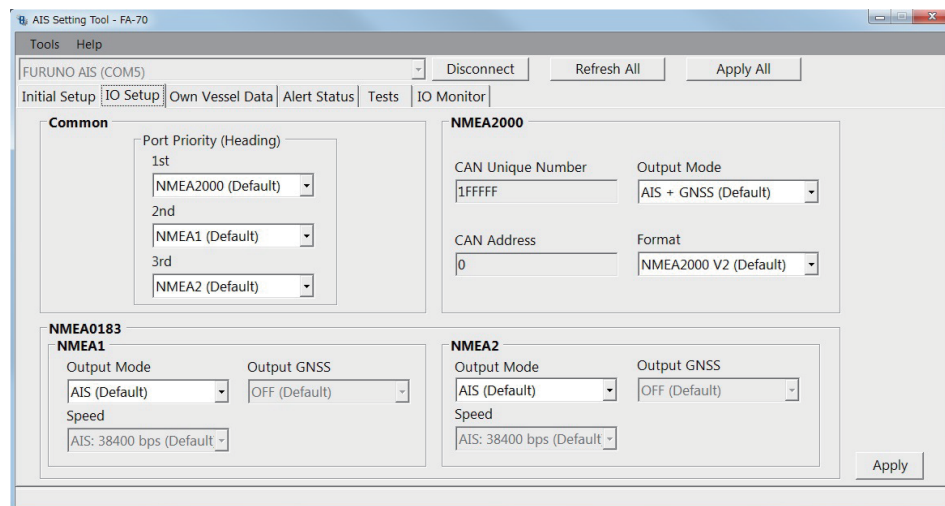 AIS Setting Tool - FA-70
Tools Help
FURUNO AIS (COM5)
Disconnect
Refresh All
Apply All
Initial Setup
IO Setup
Own Vessel Data
Alert Status
Tests
IO Monitor
Common
Port Priority (Heading)
1st
NMEA2000 (Default)
2nd
NMEA1 (Default)
3rd
NMEA2 (Default)
NMEA2000
CAN Unique Number
1FFFFF
Output Mode
AIS + GNSS (Default)
CAN Address
0
Format
NMEA2000 V2 (Default)
NMEA0183
NMEA1
Output Mode
AIS (Default)
Output GNSS
OFF (Default)
Speed
AIS: 38400 bps (Default
NMEA2
Output Mode
AIS (Default)
Output GNSS
OFF (Default)
Speed
AIS: 38400 bps (Default
Apply